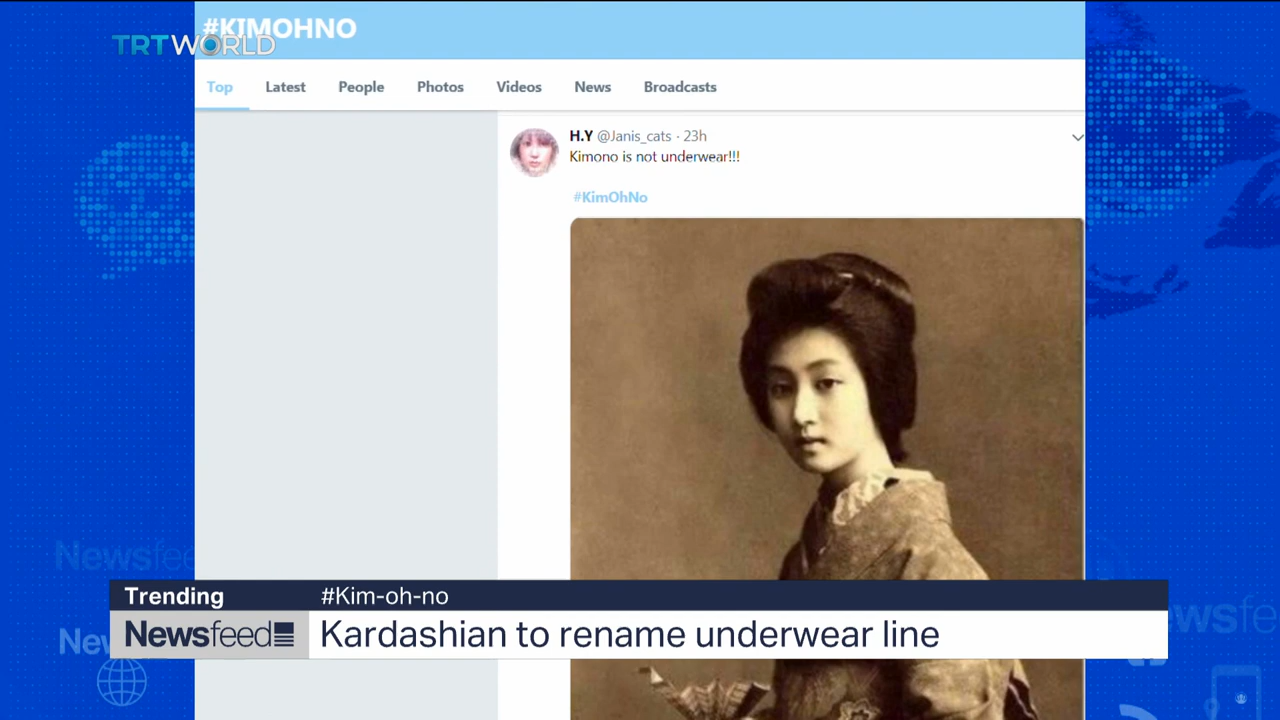 #KIMOHNO
TRTWORLD
Top Latest People Photos Videos News Broadcasts
H.Y @Janis_cats · 23h
Kimono is not underwear!!!
#KimOhNo
Newsfeed
Trending #Kim-oh-no
Newsfeed Kardashian to rename underwear line